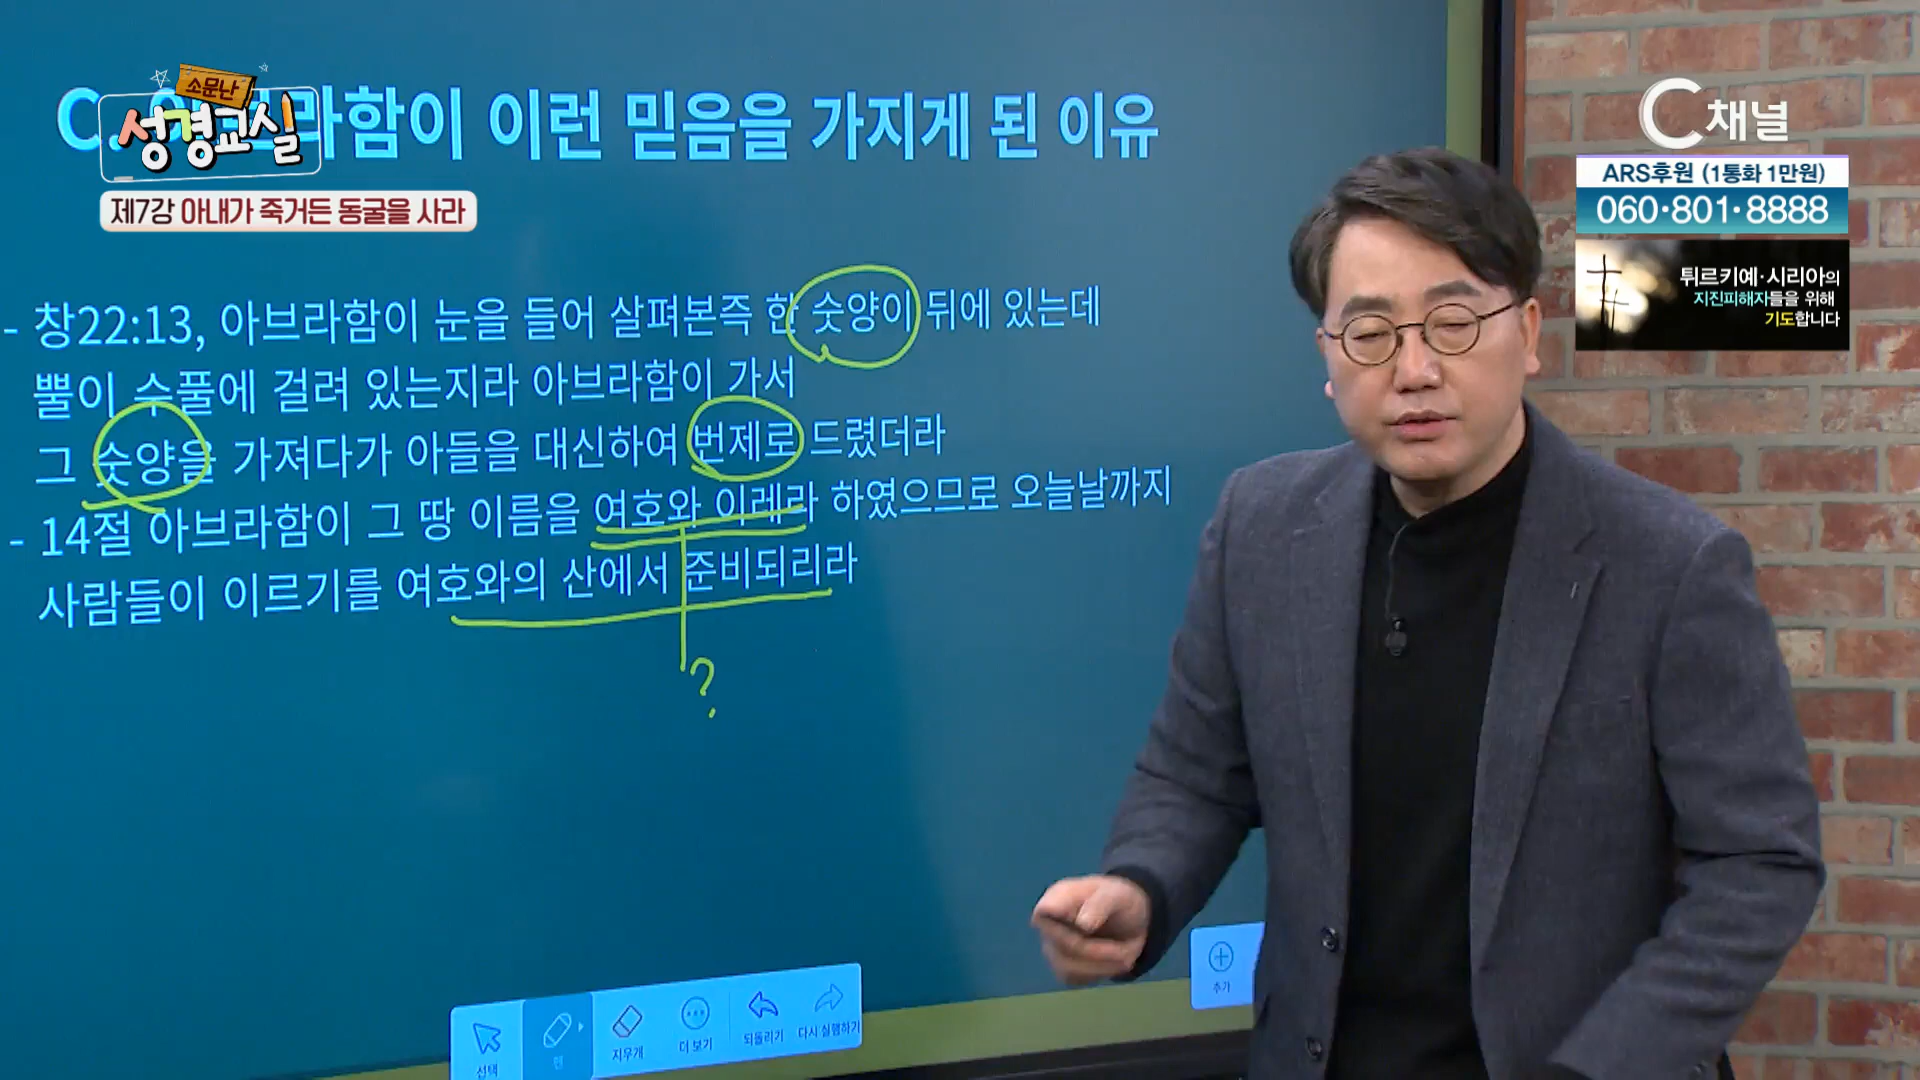 소문난
성경교실
제7강 아내가 죽거든 동굴을 사라
C. 라함이 이런 믿음을 가지게 된 이유
- 창22:13, 아브라함이 눈을 들어 살펴본즉 한 숫양이 뒤에 있는데
뿔이 수풀에 걸려 있는지라 아브라함이 가서
그 숫양을 가져다가 아들을 대신하여 번제로 드렸더라
- 14절 아브라함이 그 땅 이름을 여호와 이레라 하였으므로 오늘날까지
사람들이 이르기를 여호와의 산에서 준비되리라
?
C채널
ARS후원 (1통화 1만원)
060·801·8888
튀르키예·시리아의
지진피해자들을 위해
기도합니다
선택
펜
지우개
더 보기
되돌리기
다시 실행하기
추가